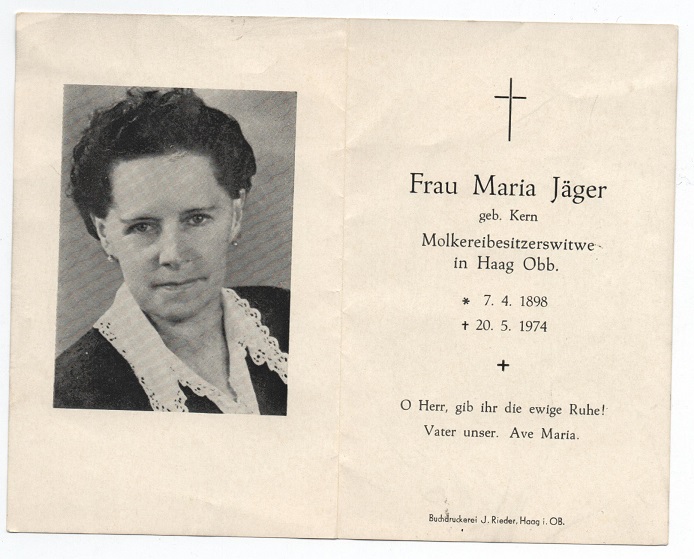 Frau Maria Jäger
geb. Kern
Molkereibesitzerswitwe
in Haag Obb.
* 7. 4. 1898
† 20. 5. 1974
O Herr, gib ihr die ewige Ruhe!
Vater unser. Ave Maria.
Buchdruckerei J. Rieder, Haag i. OB.